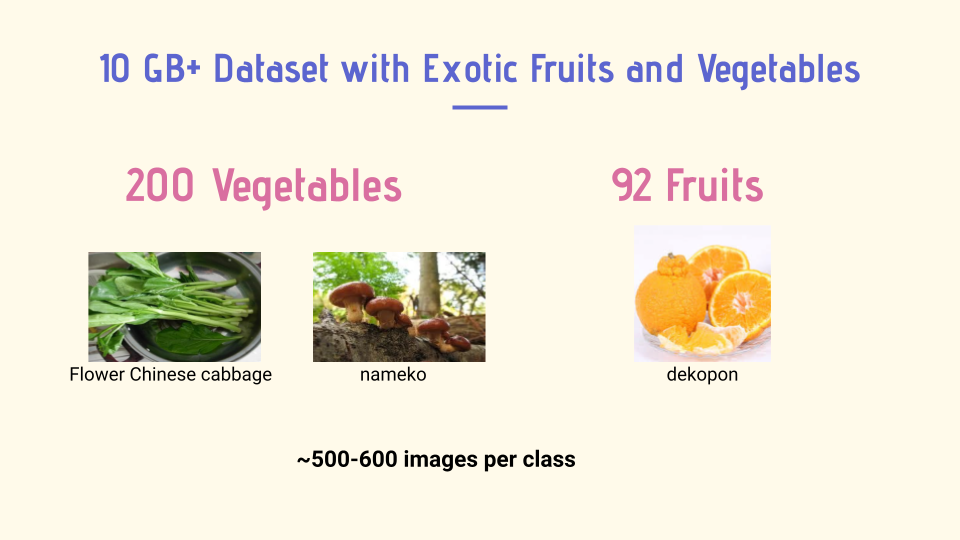 10 GB+ Dataset with Exotic Fruits and Vegetables
200 Vegetables
92 Fruits
Flower Chinese cabbage
nameko
dekopon
~500-600 images per class